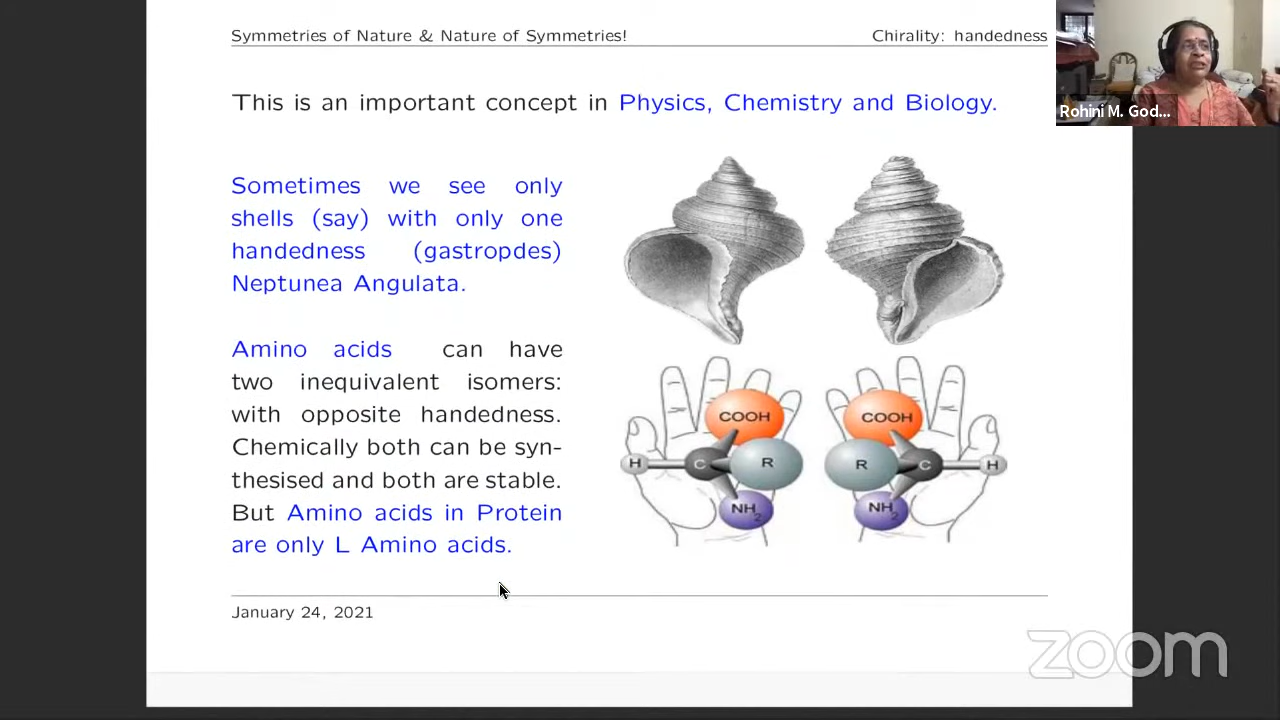 Symmetries of Nature & Nature of Symmetries! Chirality: handedness
Rohini M. God...
This is an important concept in Physics, Chemistry and Biology.
Sometimes we see only
shells (say) with only one
handedness (gastropdes)
Neptunea Angulata.
Amino acids can have
two inequivalent isomers:
with opposite handedness.
Chemically both can be syn-
thesised and both are stable.
But Amino acids in Protein
are only L Amino acids.
COOH COOH
H C R R C H
NH2 NH2
January 24, 2021
zoom